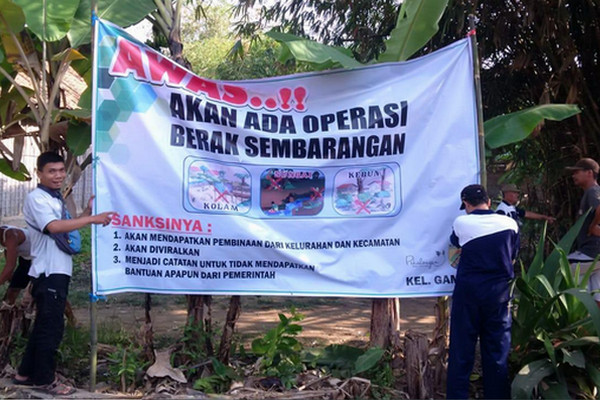 AWAS..!!
AKAN ADA OPERASI
BERAK SEMBARANGAN
KOLAM
SUNGAI
KEBUN
SANKSINYA :
1. AKAN MENDAPATKAN PEMBINAAN DARI KELURAHAN DAN KECAMATAN
2. AKAN DIVIRALKAN
3. MENJADI CATATAN UNTUK TIDAK MENDAPATKAN
BANTUAN APAPUN DARI PEMERINTAH
KEL.